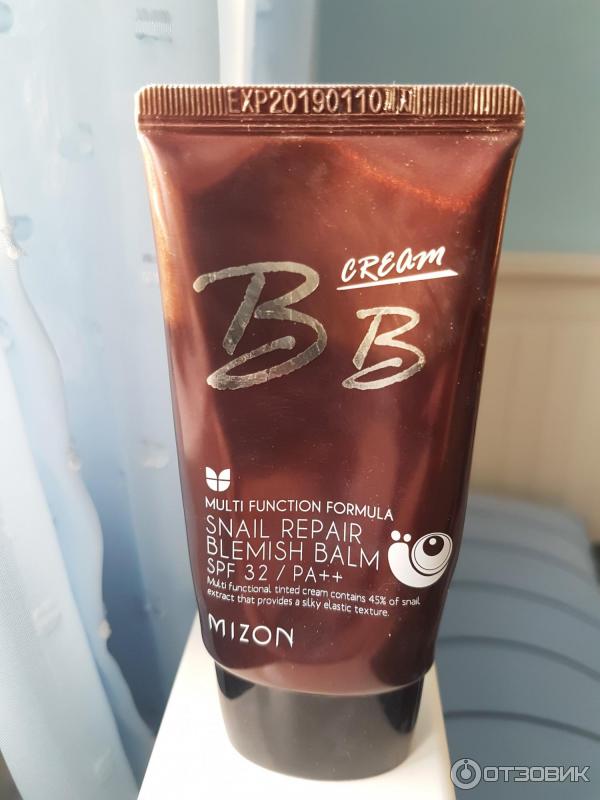 EXP20190110
CREAM
BB
MULTI FUNCTION FORMULA
SNAIL REPAIR
BLEMISH BALM
SPF 32 / PA++
Multi functional tinted cream contains 45% of snail
extract that provides a silky elastic texture.
MIZON
ОТЗОВИК